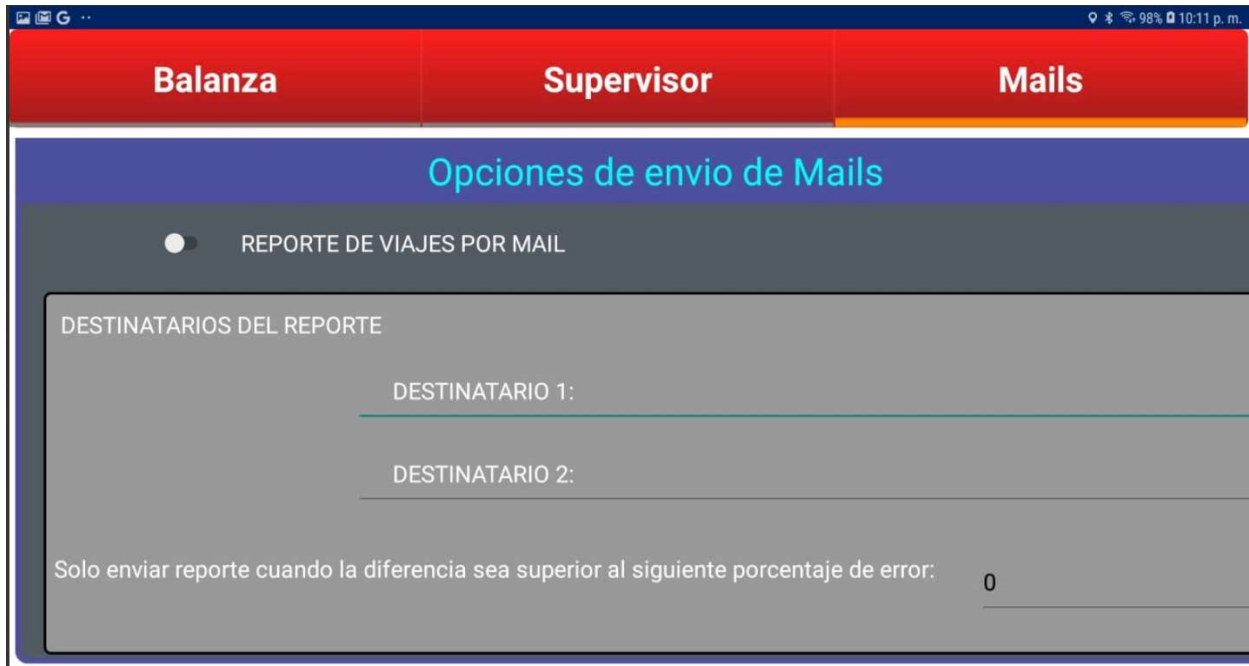 G 98% 10:11 p. m.
Balanza Supervisor Mails
Opciones de envio de Mails
REPORTE DE VIAJES POR MAIL
DESTINATARIOS DEL REPORTE
DESTINATARIO 1:
DESTINATARIO 2:
Solo enviar reporte cuando la diferencia sea superior al siguiente porcentaje de error: 0